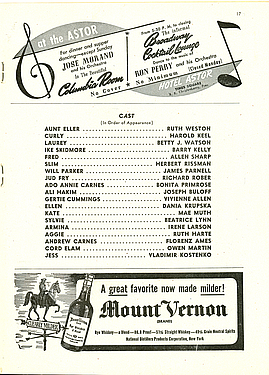 17
at the ASTOR
For dinner and supper
dancing—except Sunday
JOSE MORAND
and his Orchestra
In The Beautiful
Columbia Room
No Cover
From 5:30 P.M. to closing
The informal
Broadway
Cocktail Lounge
Dance to the music of
RON PERRY and his Orchestra
No Minimum (Closed Monday)
HOTEL ASTOR
TIMES SQUARE
CAST
(In Order of Appearance)
AUNT ELLER RUTH WESTON
CURLY HAROLD KEEL
LAUREY BETTY J. WATSON
IKE SKIDMORE BARRY KELLY
FRED ALLEN SHARP
SLIM HERBERT RISSMAN
WILL PARKER JAMES PARNELL
JUD FRY RICHARD ROBER
ADO ANNIE CARNES BONITA PRIMROSE
ALI HAKIM JOSEPH BULOFF
GERTIE CUMMINGS VIVIENNE ALLEN
ELLEN DANIA KRUPSKA
KATE MAE MUTH
SYLVIE BEATRICE LYNN
ARMINA IRENE LARSON
AGGIE RUTH HARTE
ANDREW CARNES FLORENZ AMES
CORD ELAM OWEN MARTIN
JESS VLADIMIR KOSTENKO
A great favorite now made milder!
Mount Vernon
BRAND
Rye Whiskey—a Blend—86.8 Proof—51% Straight Whiskey—49% Grain Neutral Spirits
National Distillers Products Corporation, New York